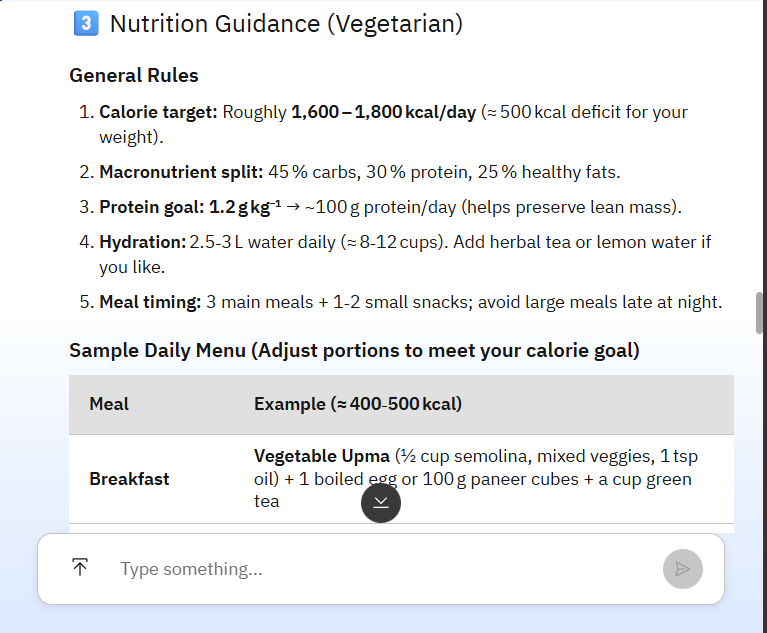 3 Nutrition Guidance (Vegetarian)
General Rules
1. Calorie target: Roughly 1,600–1,800 kcal/day (≈ 500 kcal deficit for your
weight).
2. Macronutrient split: 45 % carbs, 30 % protein, 25 % healthy fats.
3. Protein goal: 1.2 g kg⁻¹ → ~100 g protein/day (helps preserve lean mass).
4. Hydration: 2.5‑3 L water daily (≈ 8‑12 cups). Add herbal tea or lemon water if
you like.
5. Meal timing: 3 main meals + 1‑2 small snacks; avoid large meals late at night.
Sample Daily Menu (Adjust portions to meet your calorie goal)
Meal Example (≈ 400‑500 kcal)
Vegetable Upma (½ cup semolina, mixed veggies, 1 tsp
Breakfast oil) + 1 boiled egg or 100 g paneer cubes + a cup green
tea
Type something...